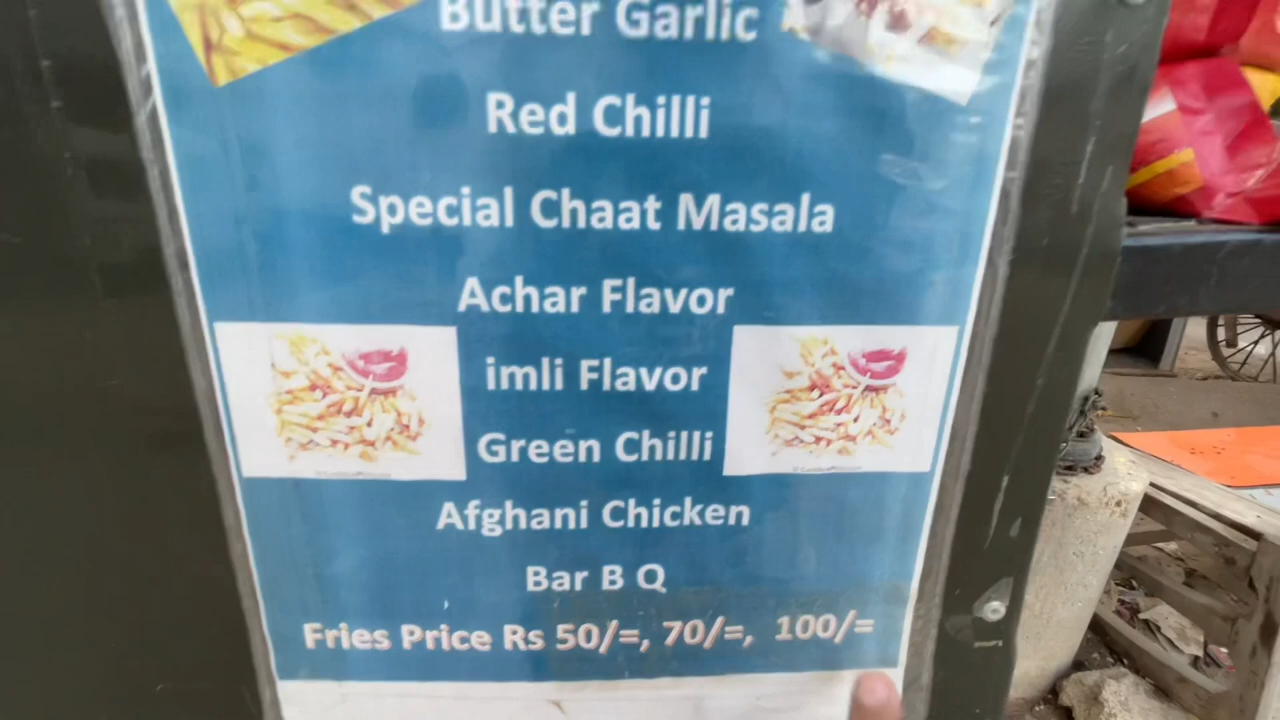 Butter Garlic
Red Chilli
Special Chaat Masala
Achar Flavor
imli Flavor
Green Chilli
Afghani Chicken
Bar B Q
Fries Price Rs 50/=, 70/=, 100/=